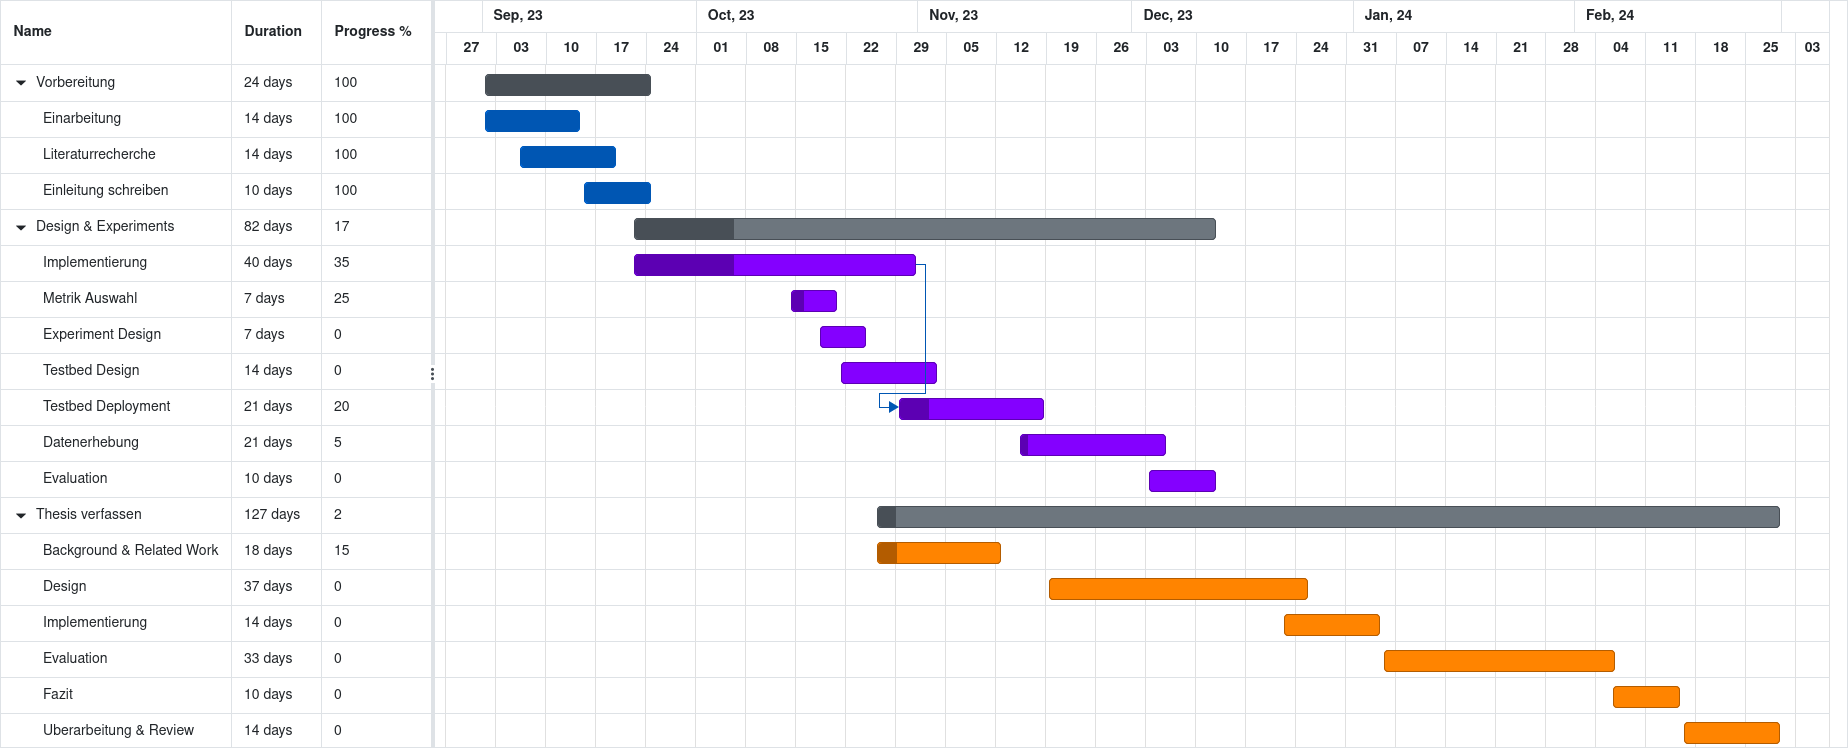 Name Duration Progress %
Sep, 23 Oct, 23 Nov, 23 Dec, 23 Jan, 24 Feb, 24
27 03 10 17 24 01 08 15 22 29 05 12 19 26 03 10 17 24 31 07 14 21 28 04 11 18 25 03
Vorbereitung 24 days 100
Einarbeitung 14 days 100
Literaturrecherche 14 days 100
Einleitung schreiben 10 days 100
Design & Experiments 82 days 17
Implementierung 40 days 35
Metrik Auswahl 7 days 25
Experiment Design 7 days 0
Testbed Design 14 days 0
Testbed Deployment 21 days 20
Datenerhebung 21 days 5
Evaluation 10 days 0
Thesis verfassen 127 days 2
Background & Related Work 18 days 15
Design 37 days 0
Implementierung 14 days 0
Evaluation 33 days 0
Fazit 10 days 0
Uberarbeitung & Review 14 days 0